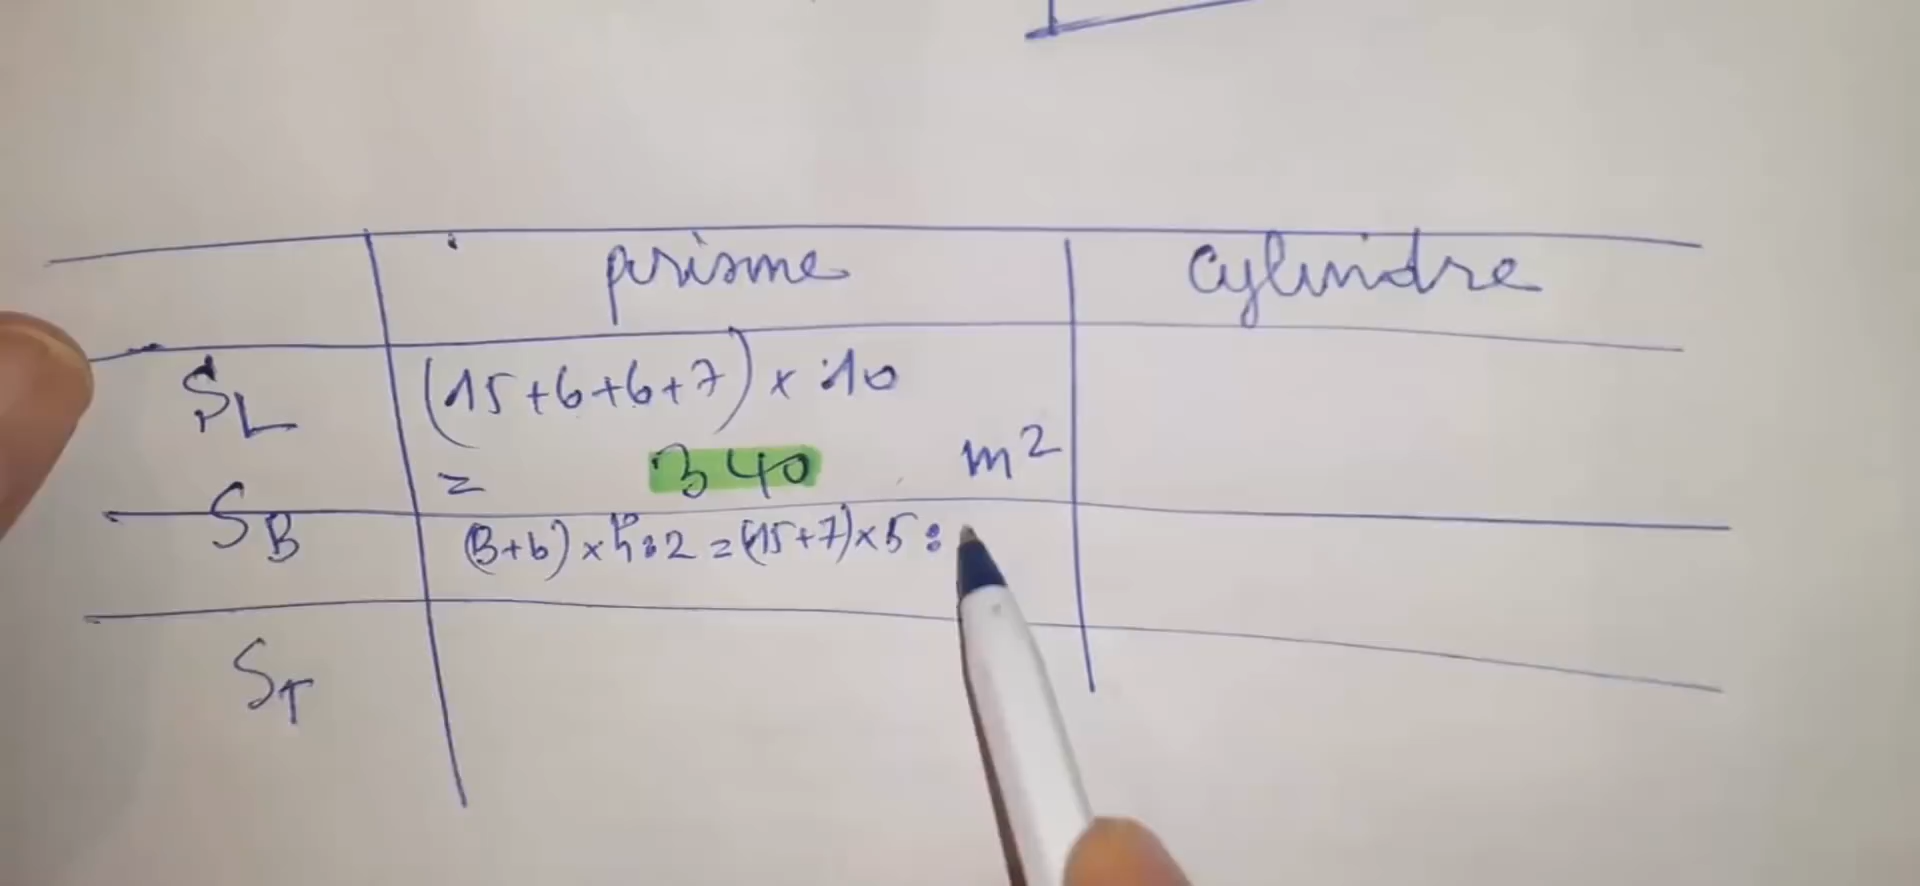 prisme cylindre
SL (15+6+6+7) × 10
= 340 m²
SB (B+b) × h:2 = (15+7) × 5 :
ST